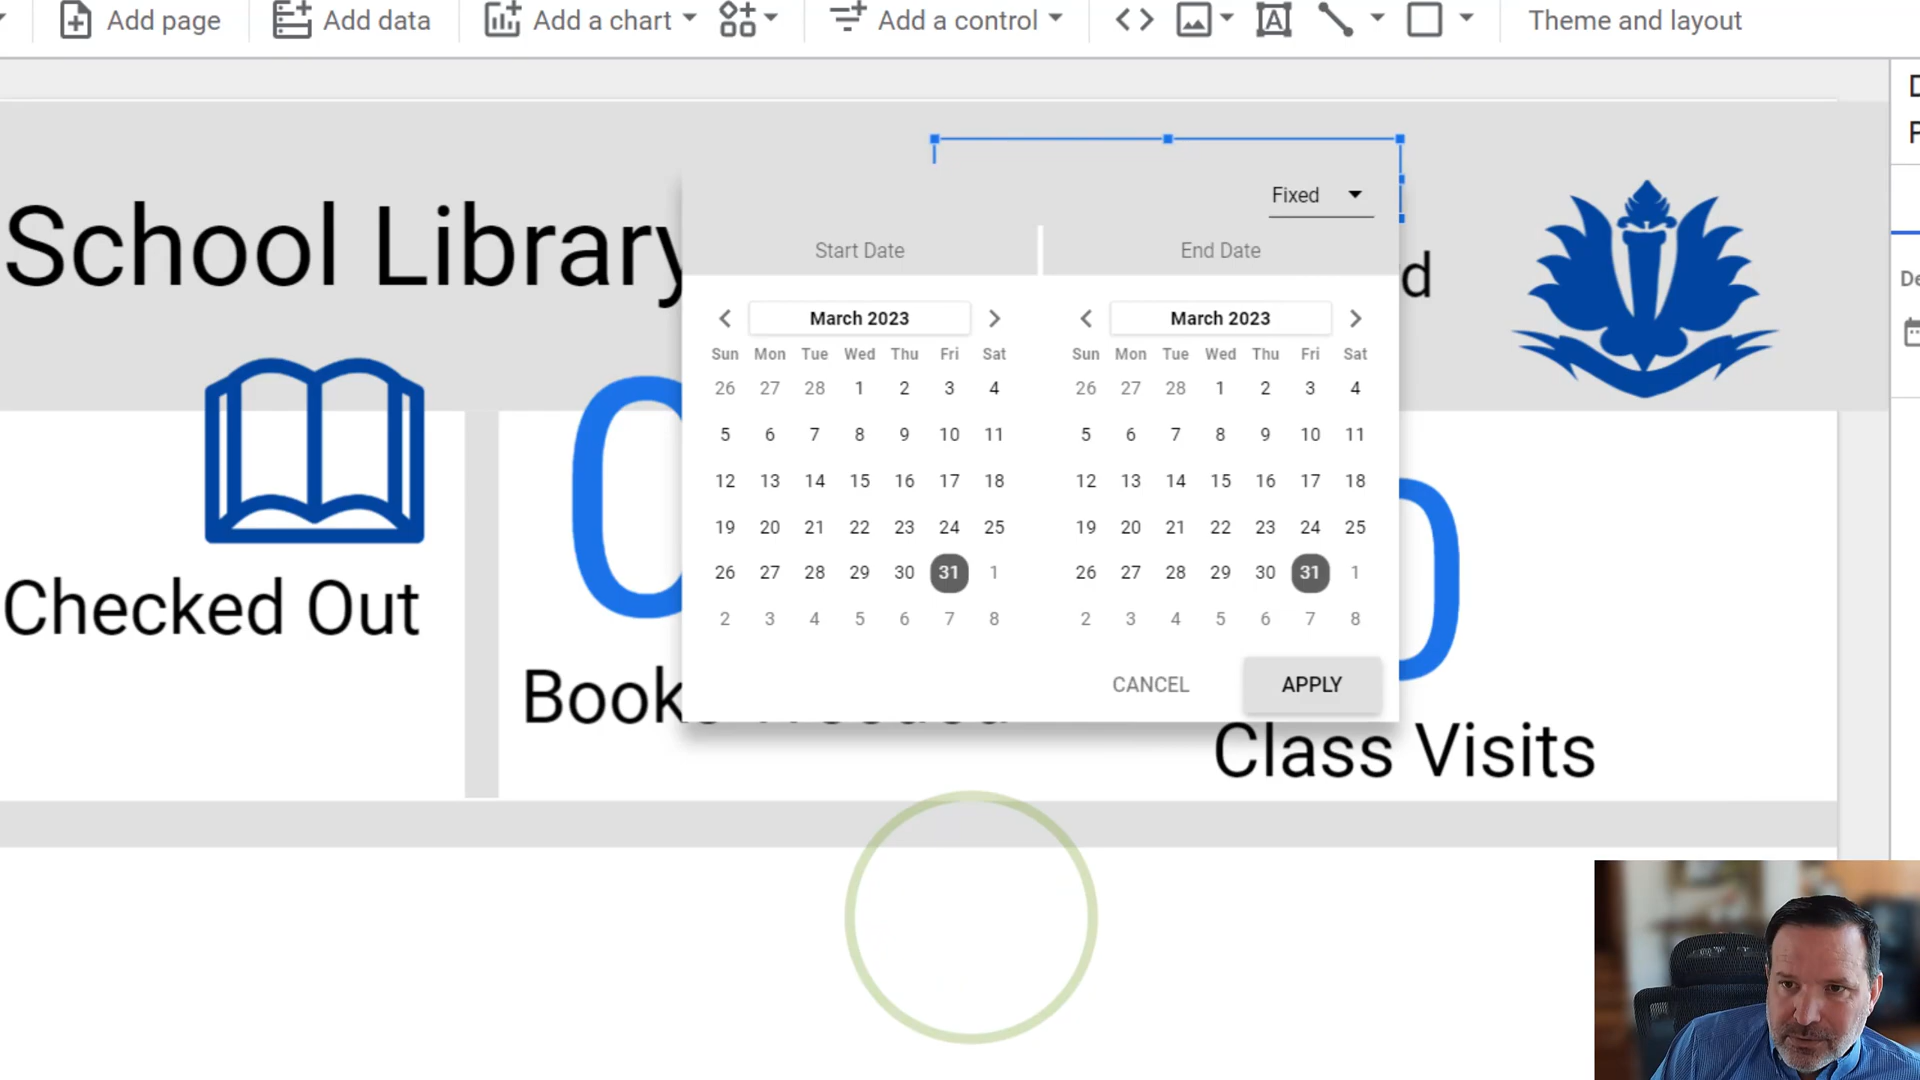 Add page Add data Add a chart Add a control Theme and layout
Fixed
School Library
Start Date End Date
March 2023 March 2023
Sun Mon Tue Wed Thu Fri Sat Sun Mon Tue Wed Thu Fri Sat
26 27 28 1 2 3 4 26 27 28 1 2 3 4
5 6 7 8 9 10 11 5 6 7 8 9 10 11
12 13 14 15 16 17 18 12 13 14 15 16 17 18
19 20 21 22 23 24 25 19 20 21 22 23 24 25
26 27 28 29 30 31 1 26 27 28 29 30 31 1
2 3 4 5 6 7 8 2 3 4 5 6 7 8
CANCEL APPLY
Checked Out
Class Visits